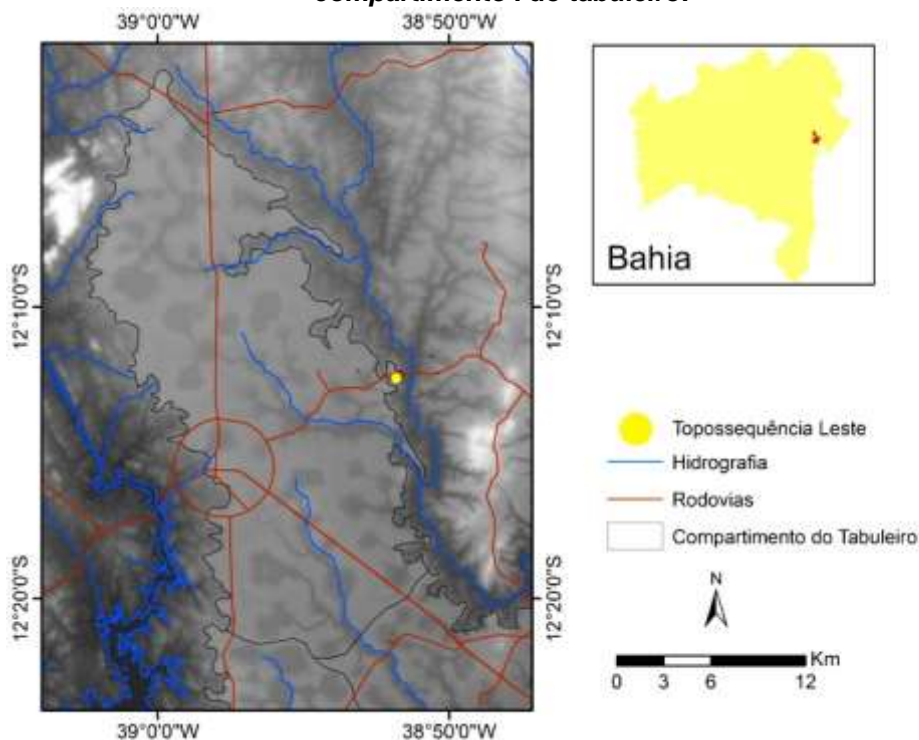 compartimento I do tabuleiro.
39°0'0"W
38°50'0"W
12°10'0"S
12°20'0"S
12°10'0"S
12°20'0"S
39°0'0"W
38°50'0"W
Bahia
Topossequência Leste
Hidrografia
Rodovias
Compartimento do Tabuleiro
N
Km
0 3 6 12